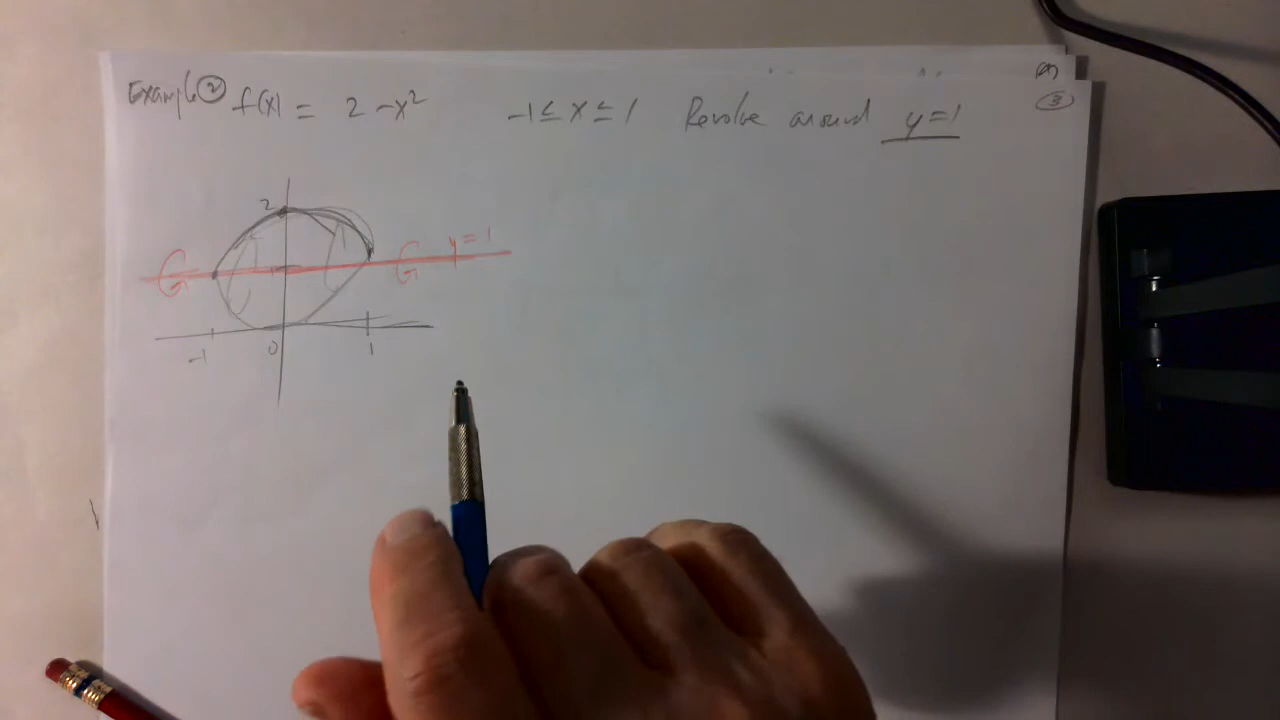 Example ② f(x) = 2 - x² -1 ≤ x ≤ 1 Revolve around y = 1
③
2
y = 1
-1 0 1